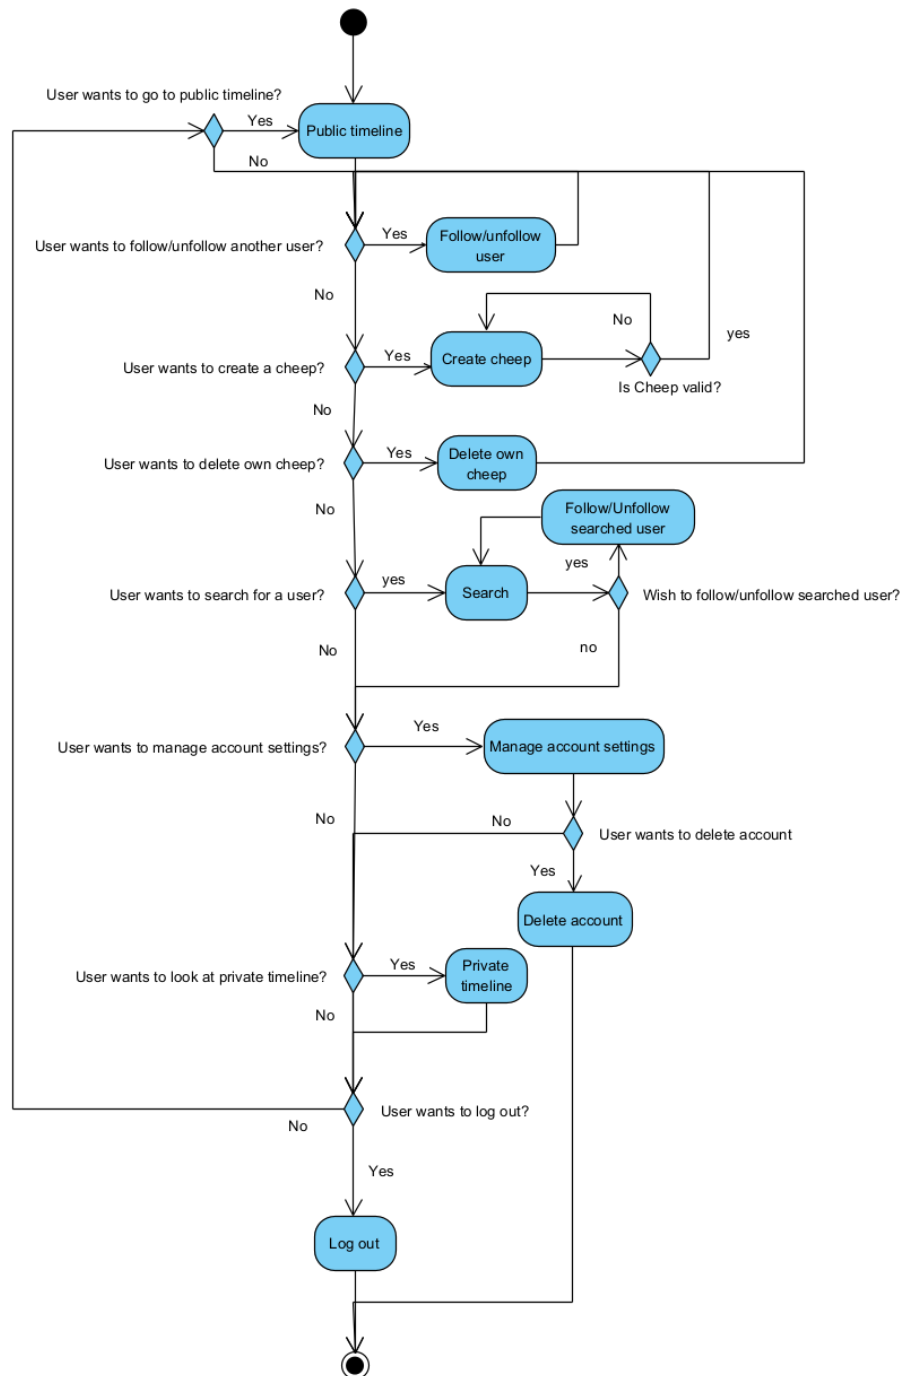 User wants to go to public timeline?
Yes
Public timeline
No
User wants to follow/unfollow another user?
Yes
Follow/unfollow
user
No
No
yes
User wants to create a cheep?
Yes
Create cheep
Is Cheep valid?
No
User wants to delete own cheep?
Yes
Delete own
cheep
No
Follow/Unfollow
searched user
yes
User wants to search for a user?
yes
Search
Wish to follow/unfollow searched user?
No
no
User wants to manage account settings?
Yes
Manage account settings
No
No
User wants to delete account
Yes
Delete account
User wants to look at private timeline?
Yes
Private
timeline
No
User wants to log out?
No
Yes
Log out